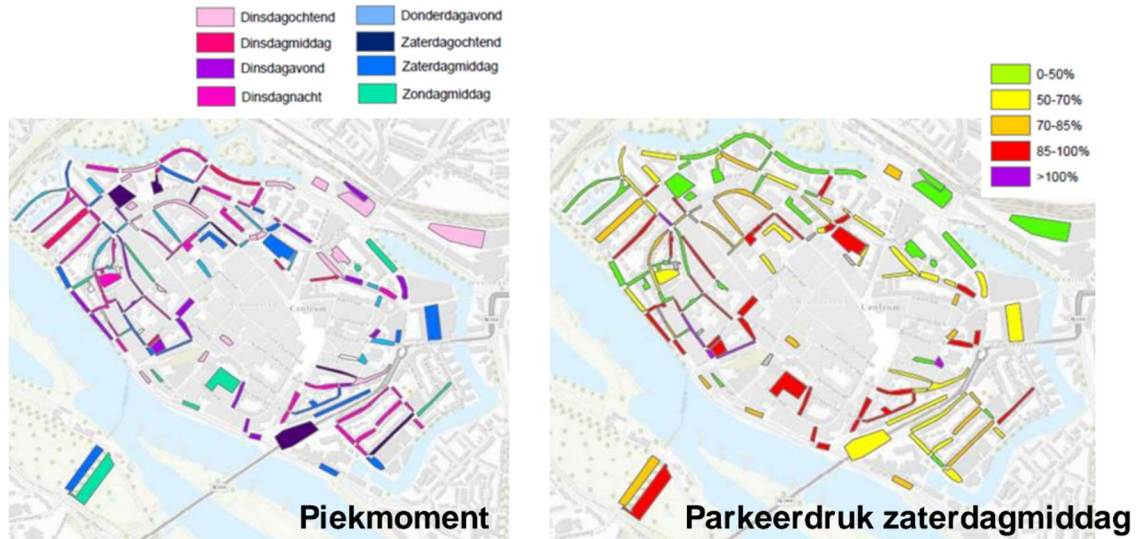 Dinsdagochtend
Dinsdagmiddag
Dinsdagavond
Dinsdagnacht
Donderdagavond
Zaterdagochtend
Zaterdagmiddag
Zondagmiddag
0-50%
50-70%
70-85%
85-100%
>100%
Centrum
Centrum
Piekmoment
Parkeerdruk zaterdagmiddag